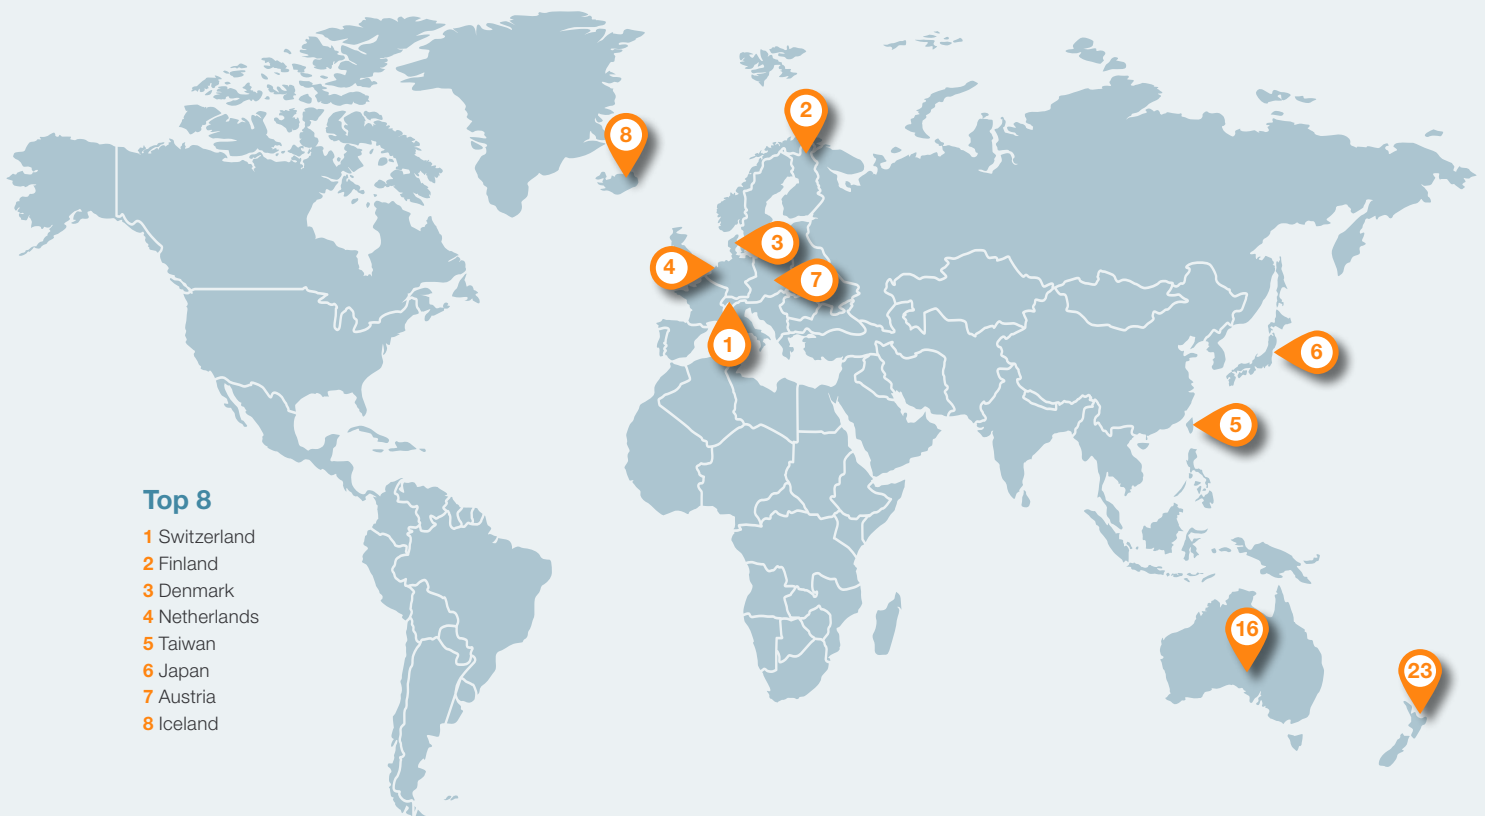 2
8
3
4
7
1
6
5
Top 8
1 Switzerland
2 Finland
3 Denmark
4 Netherlands
5 Taiwan
6 Japan
7 Austria
8 Iceland
16
23